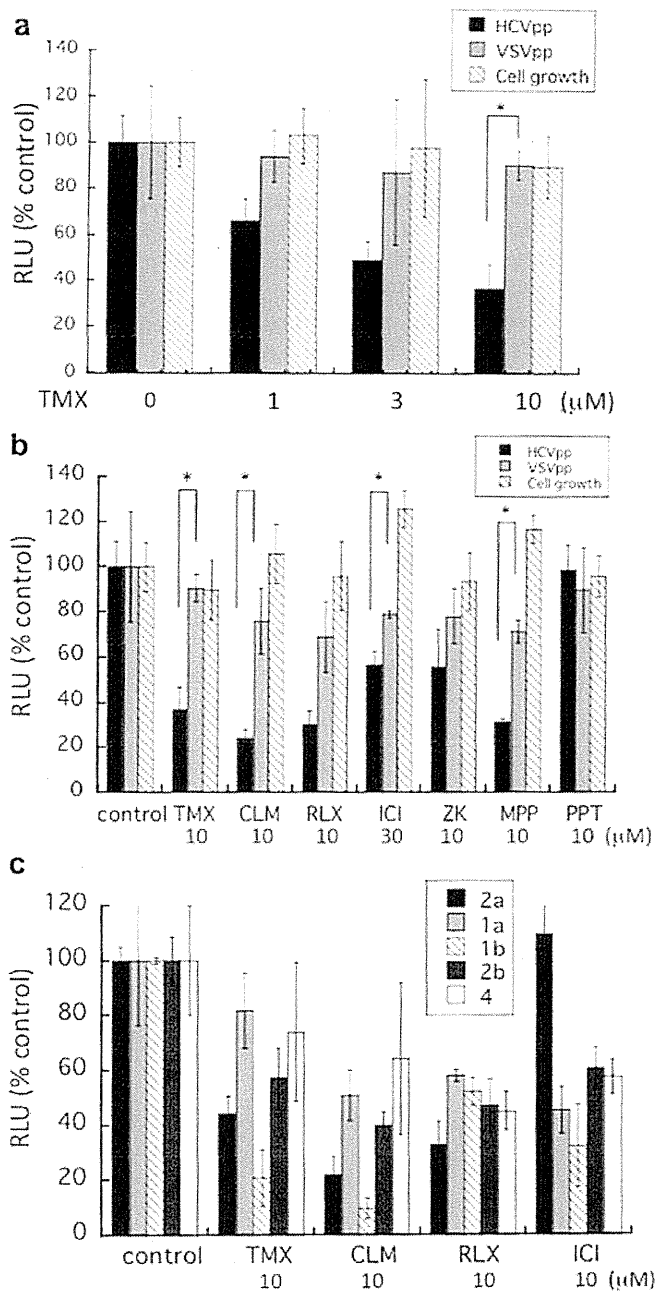 a
140
120
100
80
60
40
20
0
RLU (% control)
HCVpp
VSVpp
Cell growth
*
TMX 0 1 3 10 (μM)
b
140
120
100
80
60
40
20
0
RLU (% control)
HCVpp
VSVpp
Cell growth
* * * *
control TMX CLM RLX ICI ZK MPP PPT
10 10 10 30 10 10 10 (μM)
c
120
100
80
60
40
20
0
RLU (% control)
2a
1a
1b
2b
4
control TMX CLM RLX ICI
10 10 10 10 (μM)